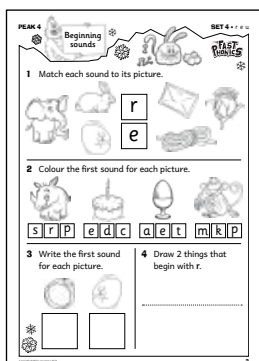 PEAK 4
Beginning
sounds
SET 4 • r e u
FAST
PHONICS
1 Match each sound to its picture.
r
e
2 Colour the first sound for each picture.
s r p e d c a e t m k p
3 Write the first sound
for each picture.
4 Draw 2 things that
begin with r.